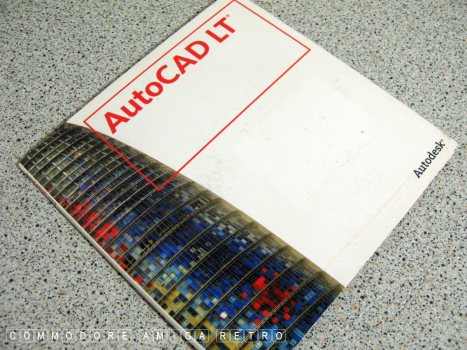 AutoCAD LT®
Autodesk®
COMMODORE AMIGA RETRO